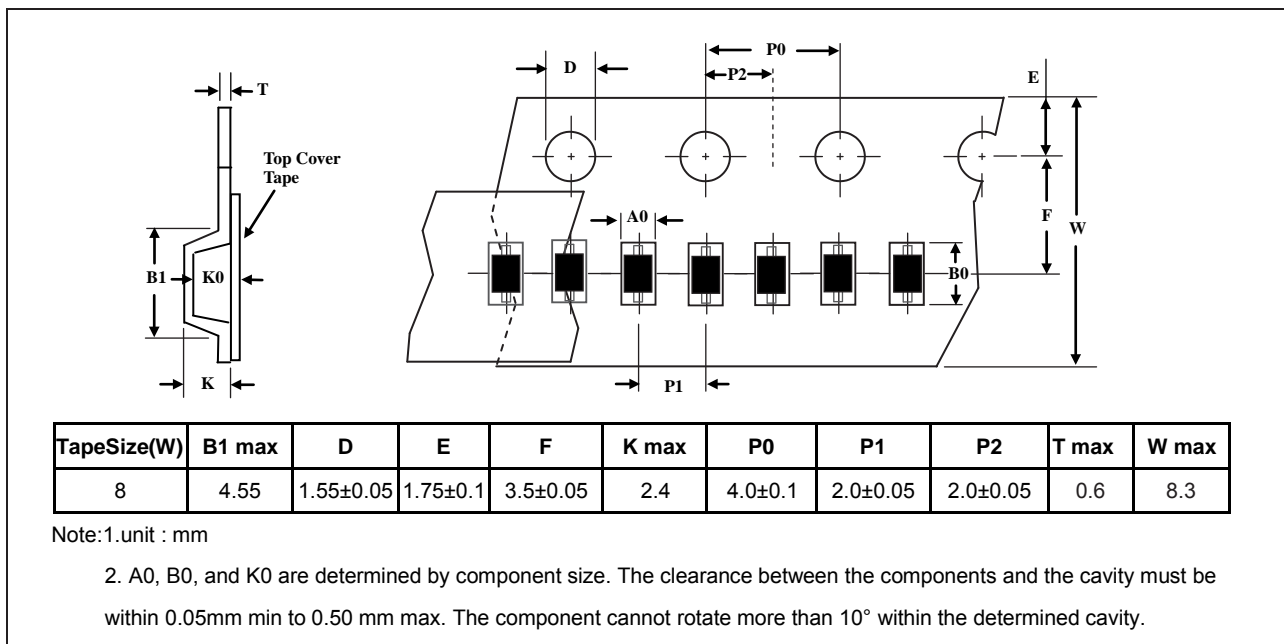 P0
D
P2
E
T
Top Cover
Tape
A0
F
W
B1
K0
B0
K
P1
TapeSize(W) B1 max D E F K max P0 P1 P2 T max W max
8 4.55 1.55±0.05 1.75±0.1 3.5±0.05 2.4 4.0±0.1 2.0±0.05 2.0±0.05 0.6 8.3
Note:1.unit : mm
2. A0, B0, and K0 are determined by component size. The clearance between the components and the cavity must be
within 0.05mm min to 0.50 mm max. The component cannot rotate more than 10° within the determined cavity.